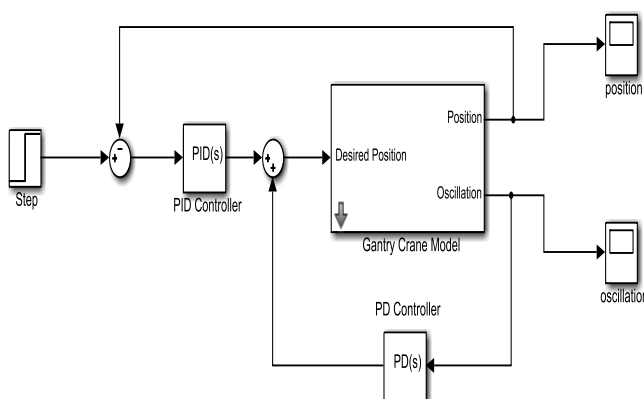 position
Position
PID(s)
Desired Position
Step
PID Controller
Oscillation
Gantry Crane Model
oscillation
PD Controller
PD(s)